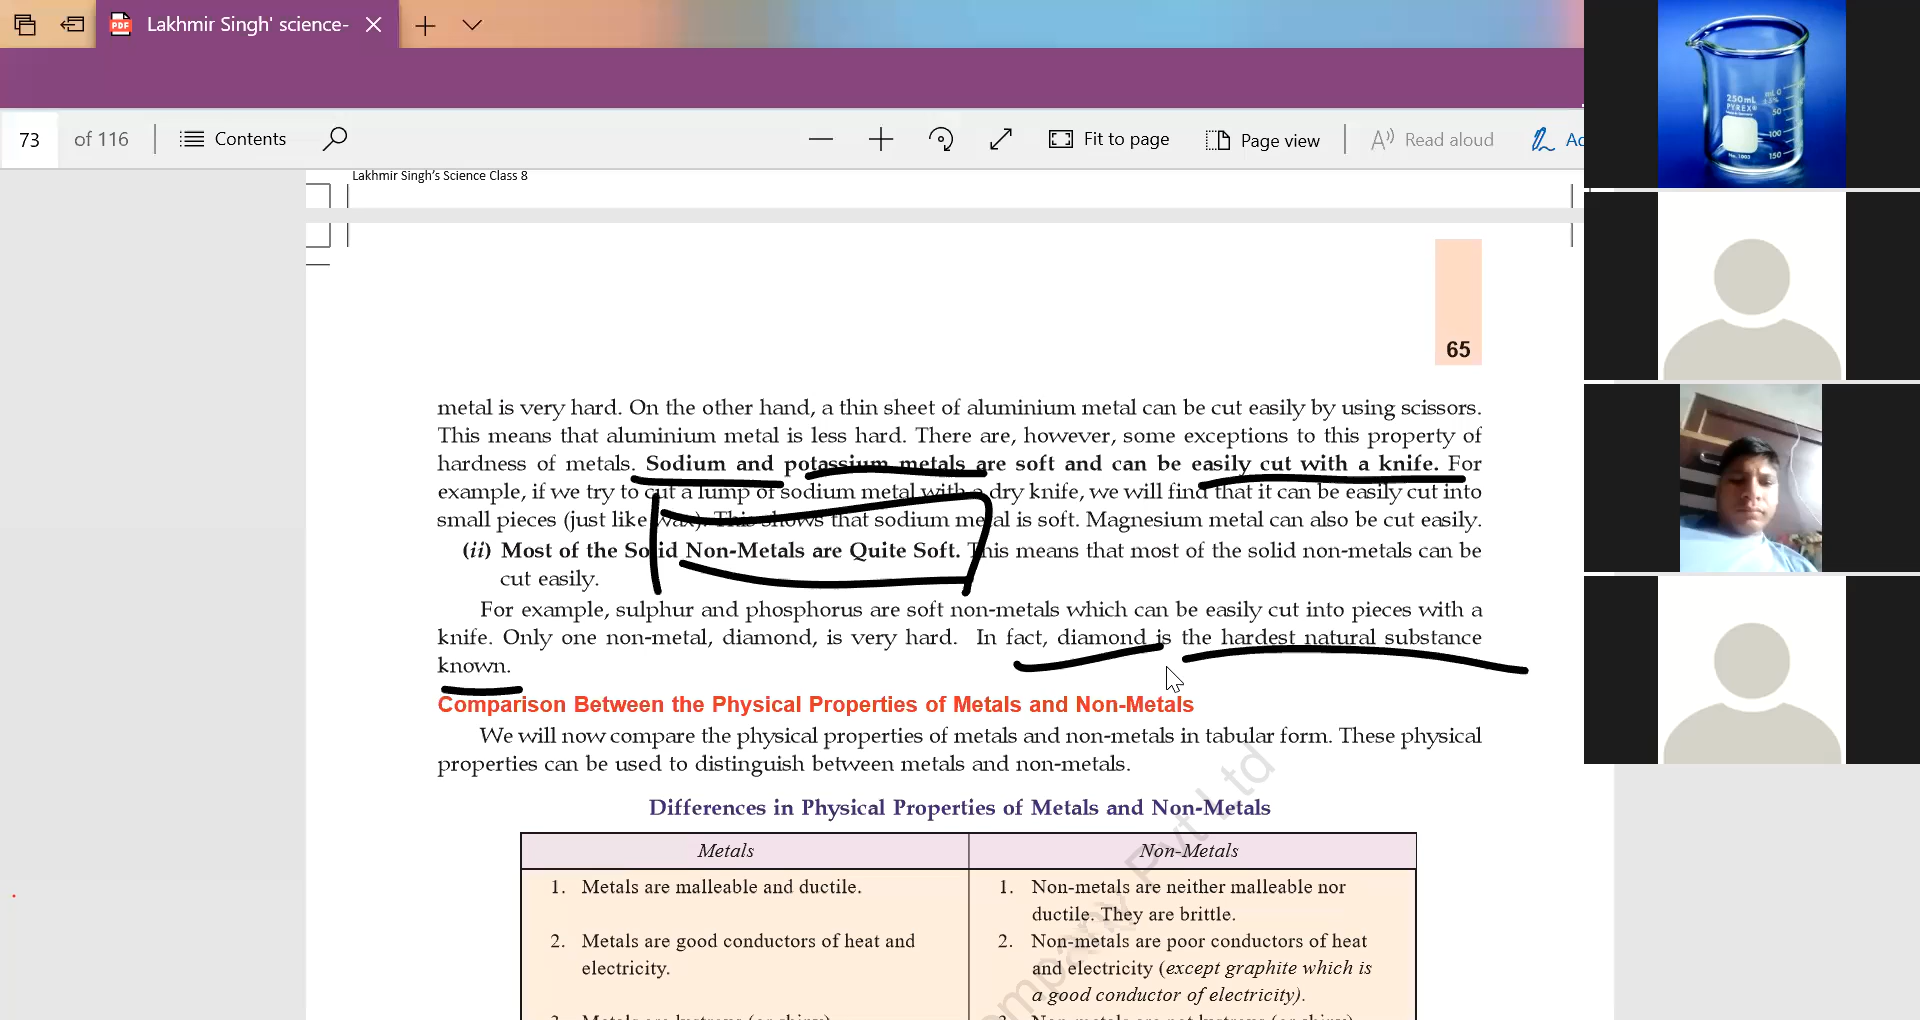 Lakhmir Singh' science-
73 of 116 Contents Fit to page Page view Read aloud
Lakhmir Singh's Science Class 8
250mL
PYREX®
No. 1003
mL 0
50
100
150
65
metal is very hard. On the other hand, a thin sheet of aluminium metal can be cut easily by using scissors.
This means that aluminium metal is less hard. There are, however, some exceptions to this property of
hardness of metals. Sodium and potassium metals are soft and can be easily cut with a knife. For
example, if we try to cut a lump of sodium metal with a dry knife, we will find that it can be easily cut into
small pieces (just like wax). This shows that sodium metal is soft. Magnesium metal can also be cut easily.
(ii) Most of the Solid Non-Metals are Quite Soft. This means that most of the solid non-metals can be
cut easily.
For example, sulphur and phosphorus are soft non-metals which can be easily cut into pieces with a
knife. Only one non-metal, diamond, is very hard. In fact, diamond is the hardest natural substance
known.
Comparison Between the Physical Properties of Metals and Non-Metals
We will now compare the physical properties of metals and non-metals in tabular form. These physical
properties can be used to distinguish between metals and non-metals.
Differences in Physical Properties of Metals and Non-Metals
Metals
Non-Metals
1. Metals are malleable and ductile.
1. Non-metals are neither malleable nor
ductile. They are brittle.
2. Metals are good conductors of heat and
electricity.
2. Non-metals are poor conductors of heat
and electricity (except graphite which is
a good conductor of electricity).
ompany Pvt Ltd